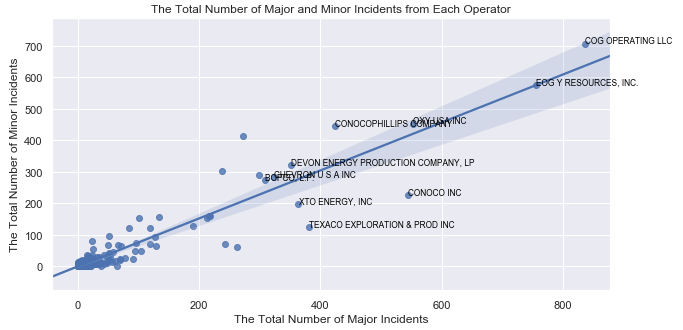 The Total Number of Major and Minor Incidents from Each Operator
COG OPERATING LLC
EOG Y RESOURCES, INC.
CONOCOPHILLIPS COMPANY
OXY USA INC
DEVON ENERGY PRODUCTION COMPANY, LP
CHEVRON U S A INC
CONOCO INC
XTO ENERGY, INC
TEXACO EXPLORATION & PROD INC
The Total Number of Minor Incidents
700
600
500
400
300
200
100
0
0
200
400
600
800
The Total Number of Major Incidents